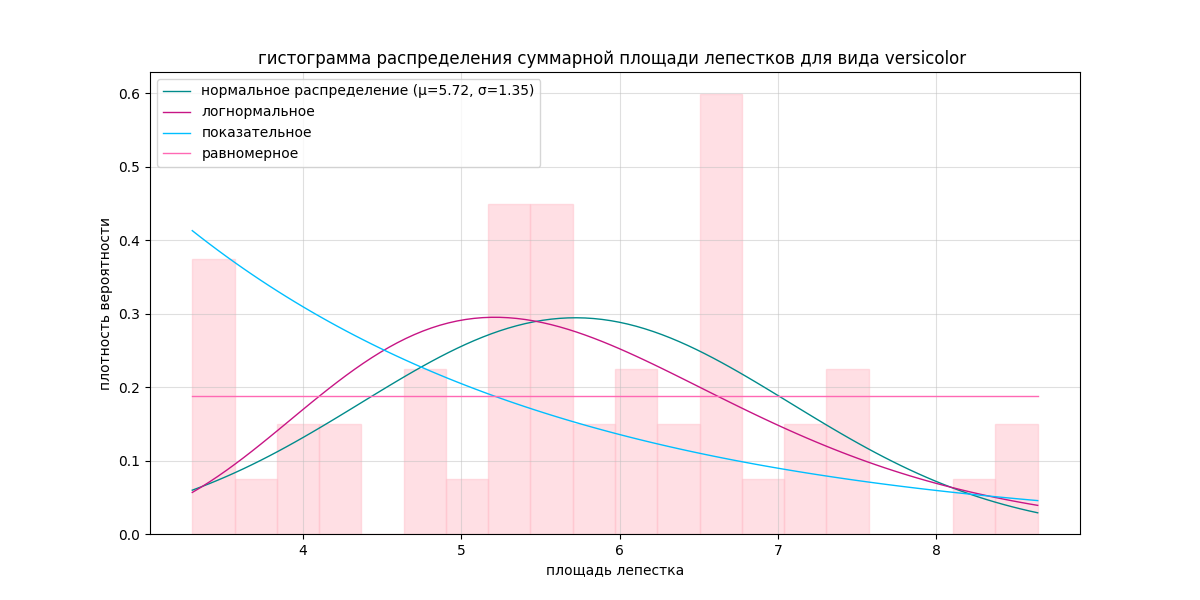 гистограмма распределения суммарной площади лепестков для вида versicolor
нормальное распределение (μ=5.72, σ=1.35)
логнормальное
показательное
равномерное
плотность вероятности
0.6
0.5
0.4
0.3
0.2
0.1
0.0
4 5 6 7 8
площадь лепестка